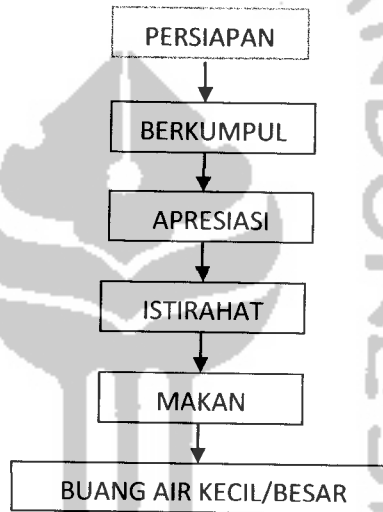 PERSIAPAN
BERKUMPUL
APRESIASI
ISTIRAHAT
MAKAN
BUANG AIR KECIL/BESAR